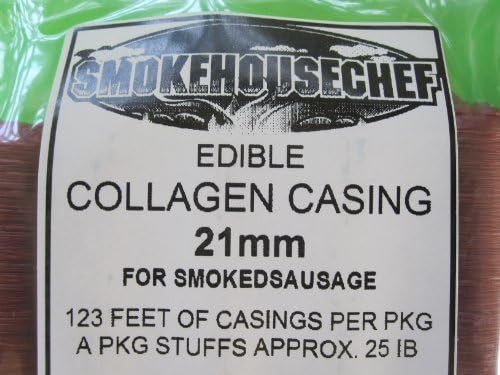 SMOKEHOUSECHEF
EDIBLE
COLLAGEN CASING
21mm
FOR SMOKEDSAUSAGE
123 FEET OF CASINGS PER PKG
A PKG STUFFS APPROX. 25 IB